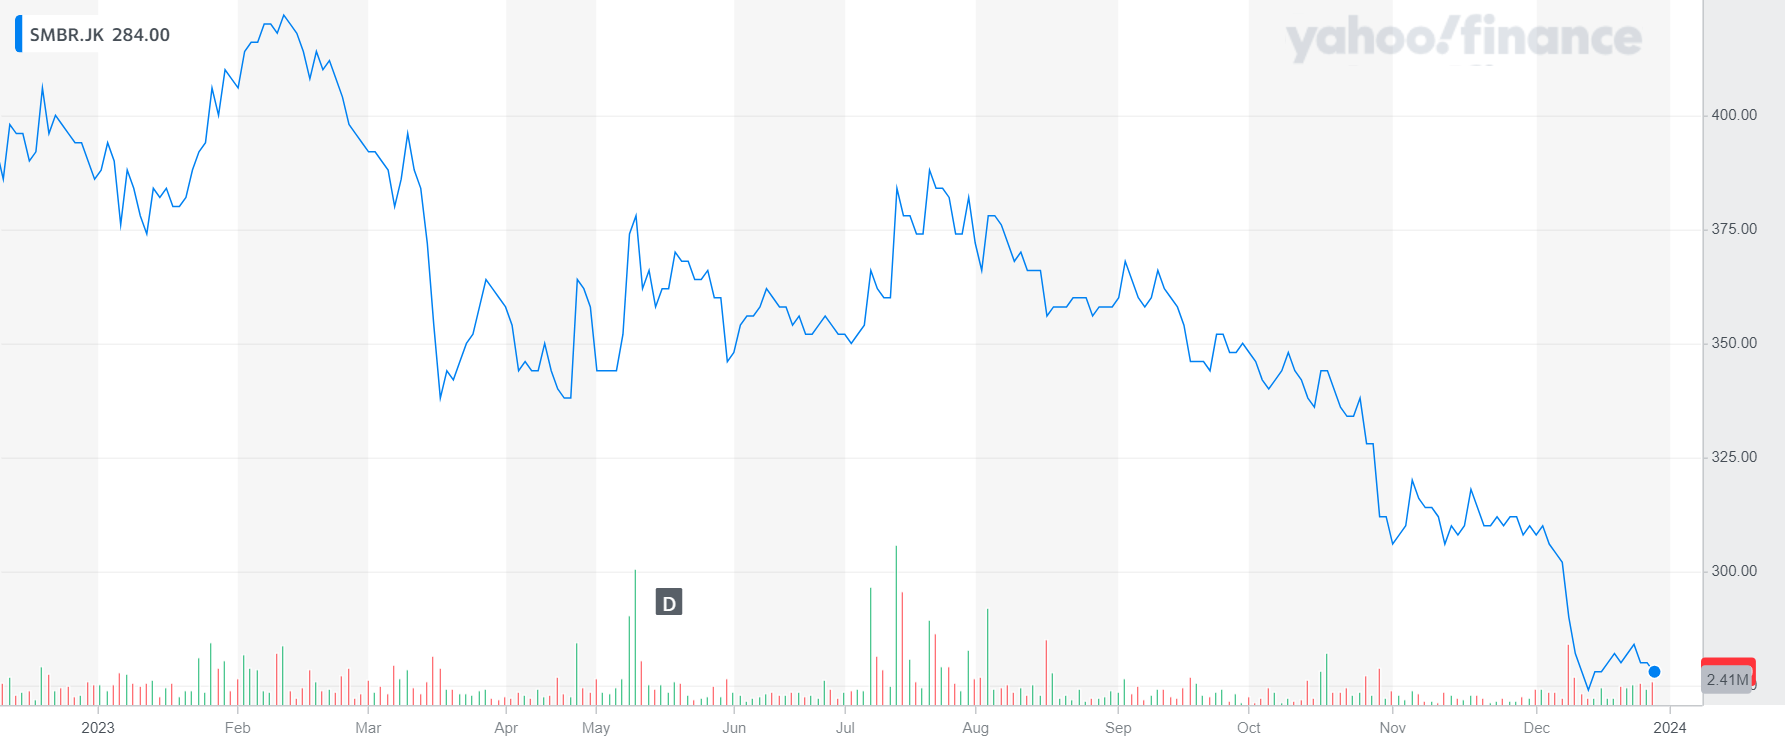 SMBR.JK 284.00
yahoo!finance
400.00
375.00
350.00
325.00
300.00
D
2.41M
2023 Feb Mar Apr May Jun Jul Aug Sep Oct Nov Dec 2024